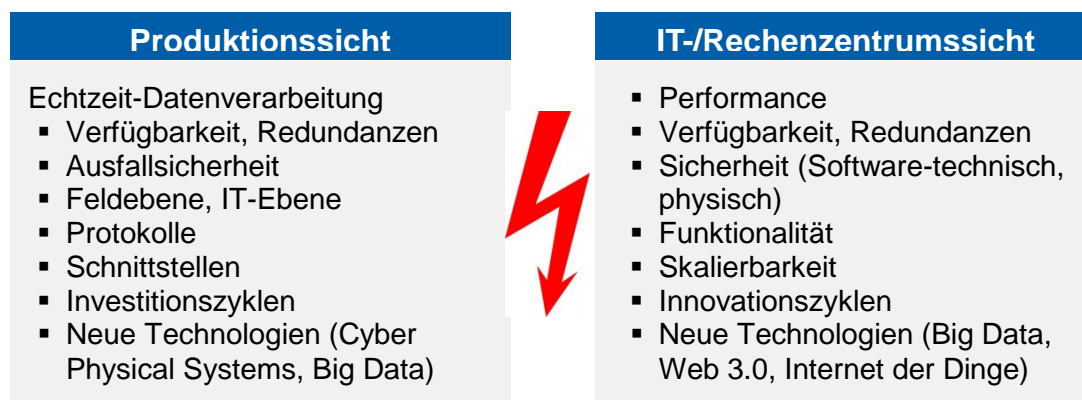 Produktionssicht
Echtzeit-Datenverarbeitung
▪ Verfügbarkeit, Redundanzen
▪ Ausfallsicherheit
▪ Feldebene, IT-Ebene
▪ Protokolle
▪ Schnittstellen
▪ Investitionszyklen
▪ Neue Technologien (Cyber
Physical Systems, Big Data)
IT-/Rechenzentrumssicht
▪ Performance
▪ Verfügbarkeit, Redundanzen
▪ Sicherheit (Software-technisch,
physisch)
▪ Funktionalität
▪ Skalierbarkeit
▪ Innovationszyklen
▪ Neue Technologien (Big Data,
Web 3.0, Internet der Dinge)